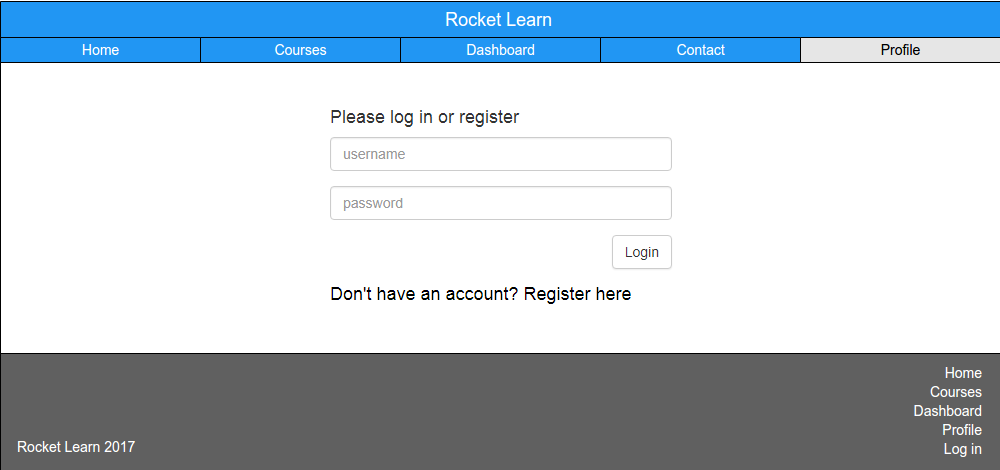 Rocket Learn
Home Courses Dashboard Contact Profile
Please log in or register
username
password
Login
Don't have an account? Register here
Home
Courses
Dashboard
Profile
Rocket Learn 2017 Log in